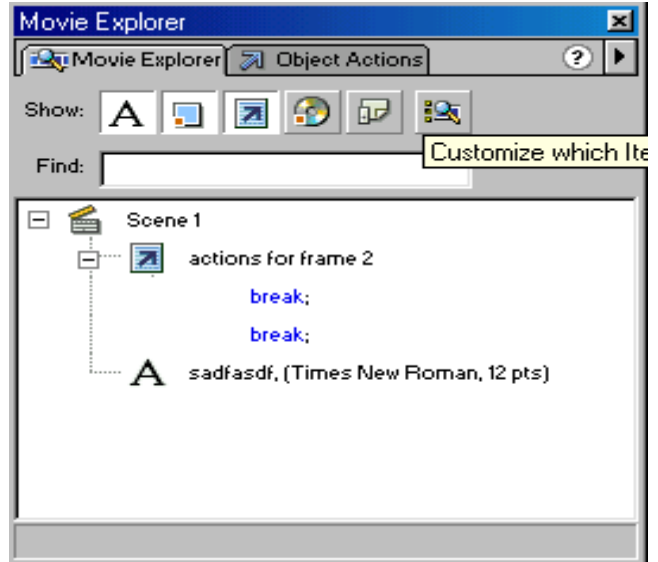 Movie Explorer
Movie Explorer Object Actions ?
Show: A
Customize which Ite
Find:
Scene 1
actions for frame 2
break;
break;
A sadfasdf, (Times New Roman, 12 pts)